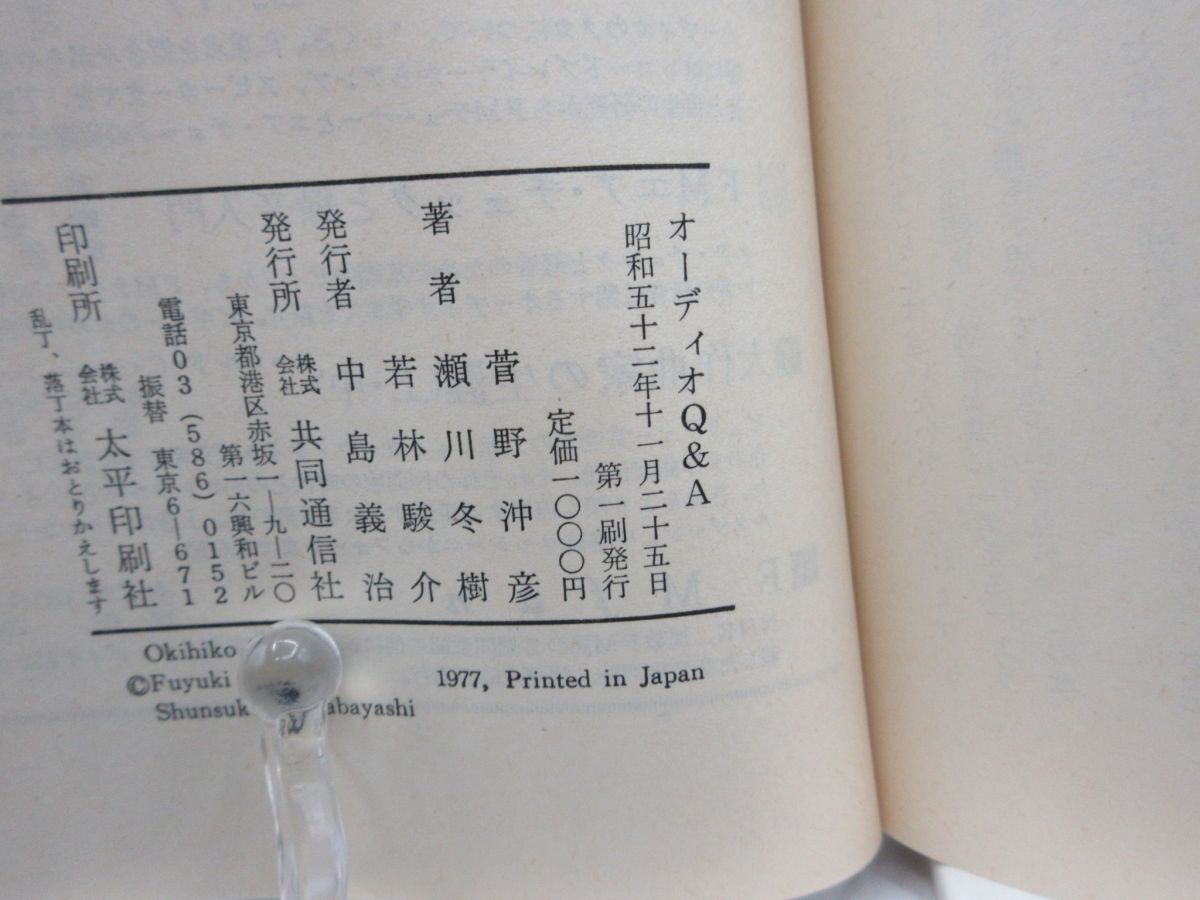 オーディオQ&A
昭和五十二年十一月二十五日
第一刷発行
定価一〇〇〇円
菅野沖彦
著者 瀬川冬樹
若林駿介
発行者 中島義治
発行所 株式会社 共同通信社
東京都港区赤坂一—九—二〇
第一六興和ビル
電話03(586)0152
振替 東京6—671
印刷所 株式会社 太平印刷社
乱丁、落丁本はおとりかえします
Okihiko
©Fuyuki 1977, Printed in Japan
Shunsuk abayashi